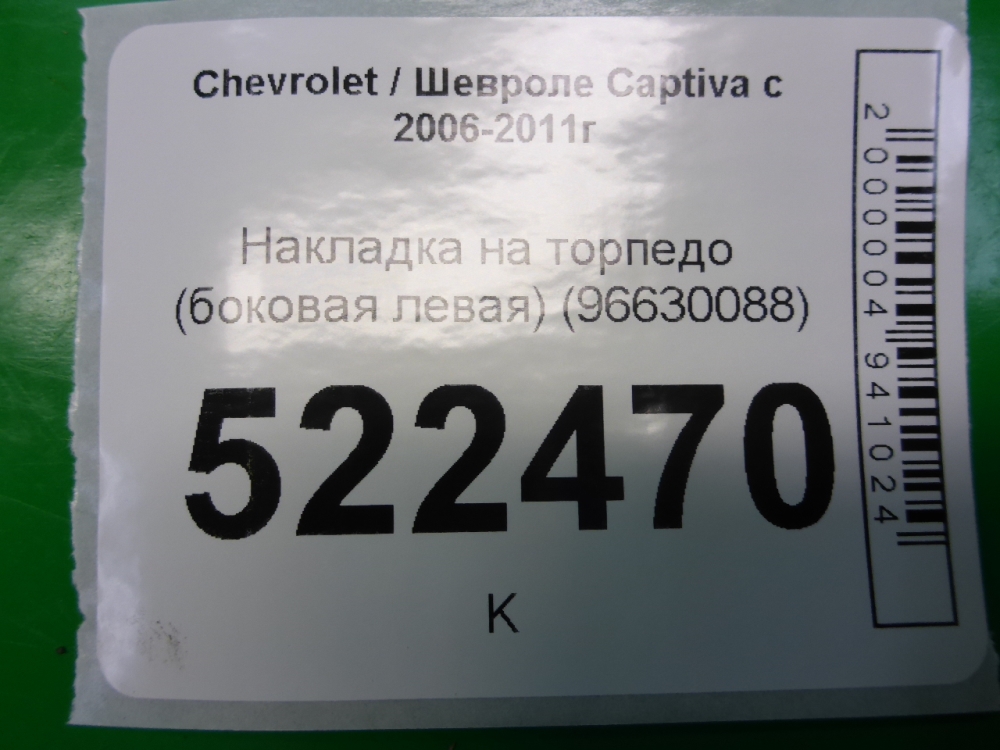 Chevrolet / Шевроле Captiva с
2006-2011г
Накладка на торпедо
(боковая левая) (96630088)
522470
К
2000004941024